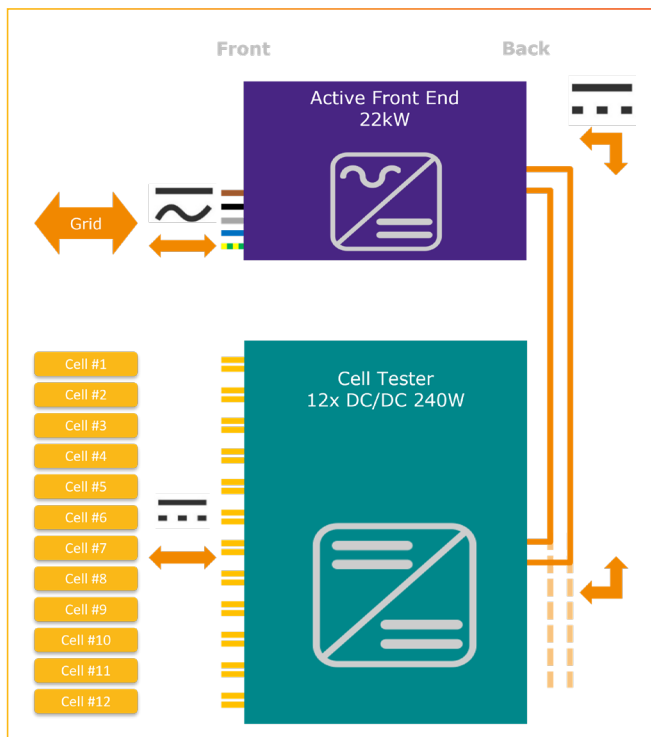 Front
Back
Active Front End
22kW
Grid
Cell #1
Cell #2
Cell #3
Cell #4
Cell #5
Cell #6
Cell #7
Cell #8
Cell #9
Cell #10
Cell #11
Cell #12
Cell Tester
12x DC/DC 240W